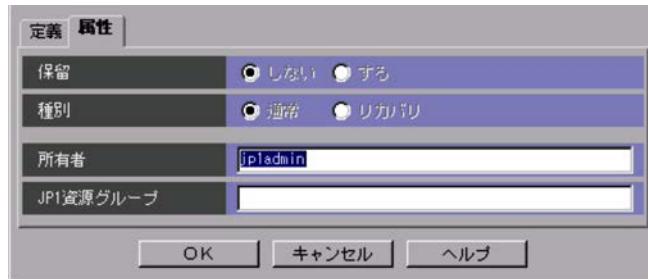 定義 属性
保留 しない する
種別 通常 リカバリ
所有者 jp1admin
JP1資源グループ
OK キャンセル ヘルプ